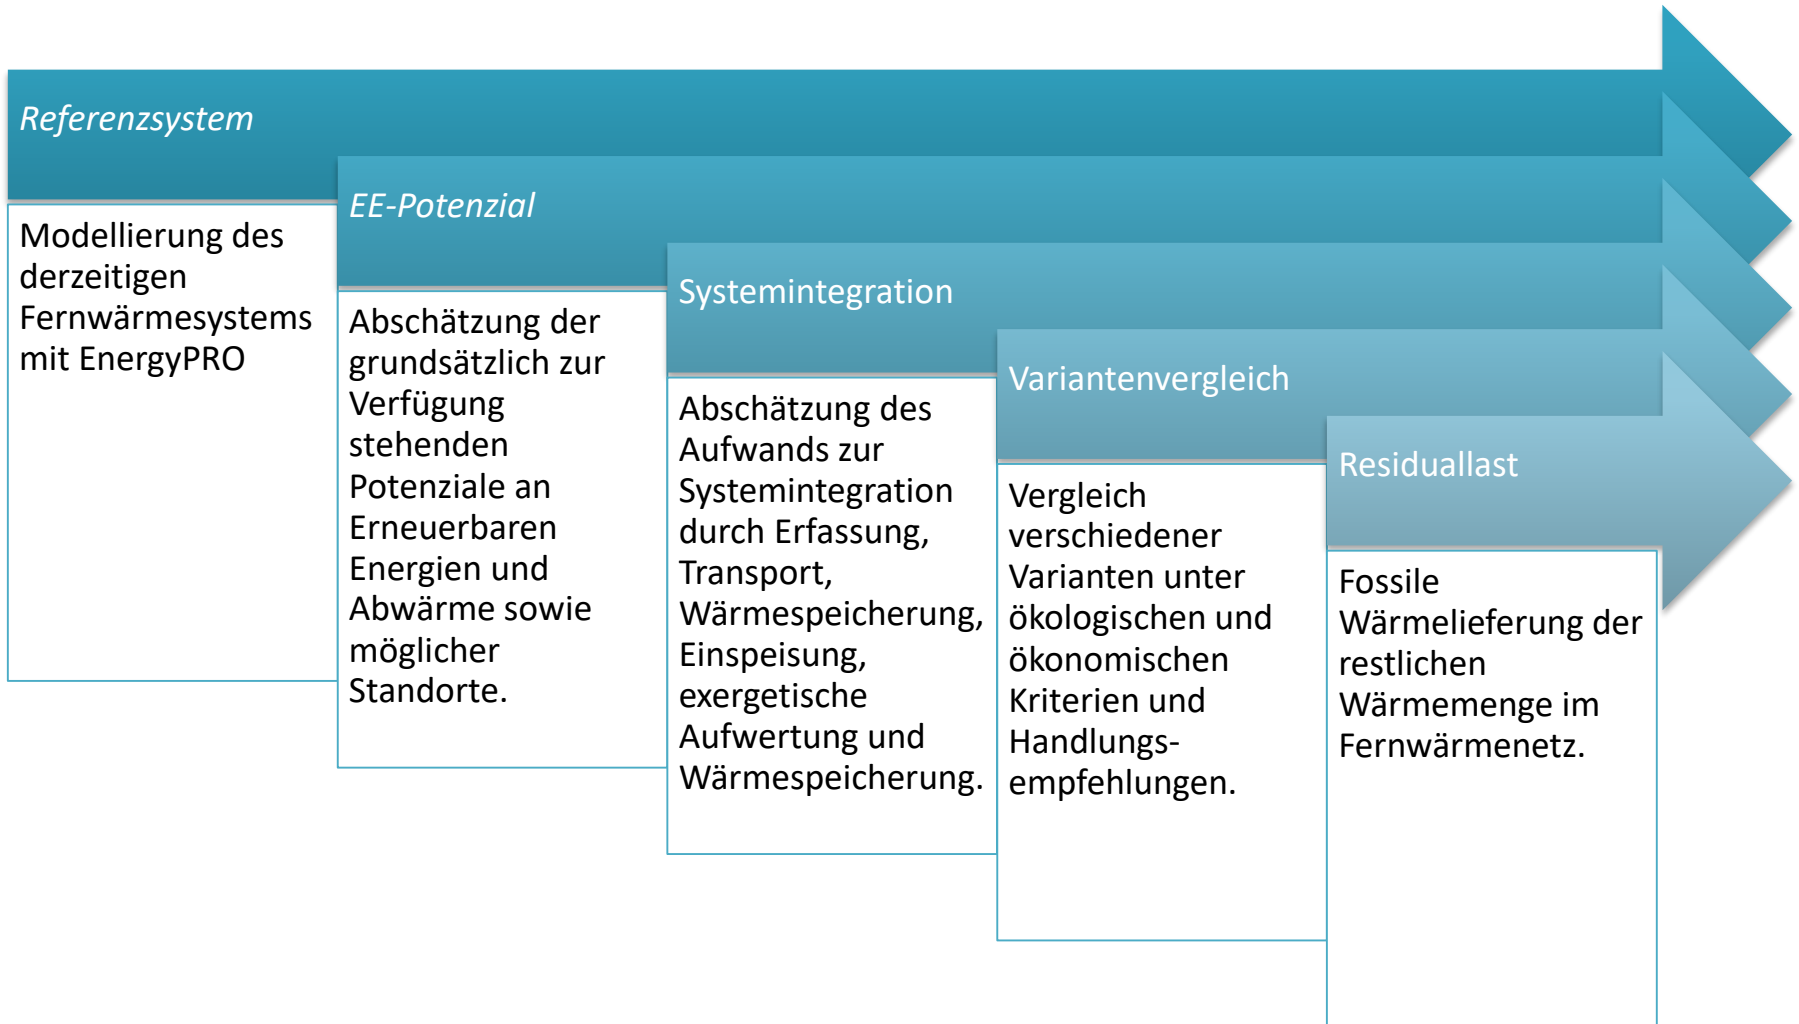 Referenzsystem
Modellierung des
derzeitigen
Fernwärmesystems
mit EnergyPRO
EE-Potenzial
Abschätzung der
grundsätzlich zur
Verfügung
stehenden
Potenziale an
Erneuerbaren
Energien und
Abwärme sowie
möglicher
Standorte.
Systemintegration
Abschätzung des
Aufwands zur
Systemintegration
durch Erfassung,
Transport,
Wärmespeicherung,
Einspeisung,
exergetische
Aufwertung und
Wärmespeicherung.
Variantenvergleich
Vergleich
verschiedener
Varianten unter
ökologischen und
ökonomischen
Kriterien und
Handlungs-
empfehlungen.
Residuallast
Fossile
Wärmelieferung der
restlichen
Wärmemenge im
Fernwärmenetz.